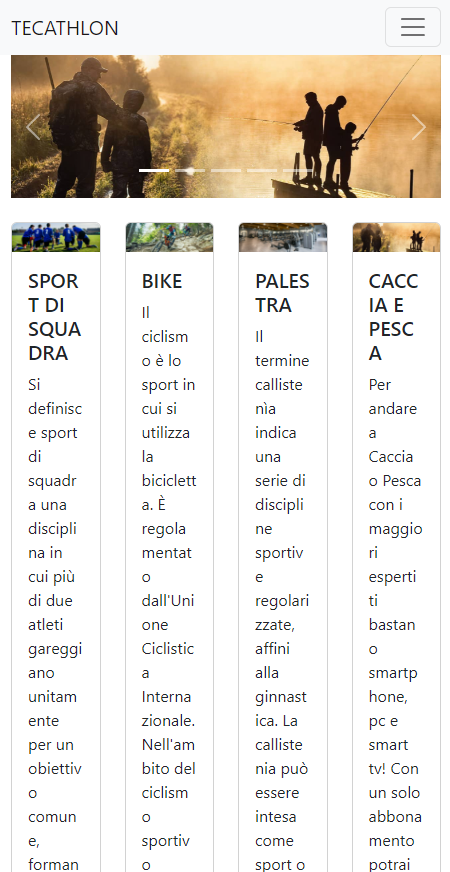 TECATHLON
SPOR
T DI
SQUA
DRA
Si
definisc
e sport
di
squadr
a una
discipli
na in
cui più
di due
atleti
gareggi
ano
unitam
ente
per un
obiettiv
o
comun
e,
forman
BIKE
Il
ciclism
o è lo
sport in
cui si
utilizza
la
biciclett
a. È
regola
mentat
o
dall'Uni
one
Ciclistic
a
Interna
zionale.
Nell'am
bito del
ciclism
o
sportiv
o
PALES
TRA
Il
termine
calliste
nìa
indica
una
serie di
discipli
ne
sportiv
e
regolari
zzate,
affini
alla
ginnast
ica. La
calliste
nia può
essere
intesa
come
sport o
CACC
IA E
PESC
A
Per
andare
a
Caccia
o Pesca
con i
maggio
ri
esperti
ti
bastan
o
smartp
hone,
pc e
smart
tv! Con
un solo
abbona
mento
potrai